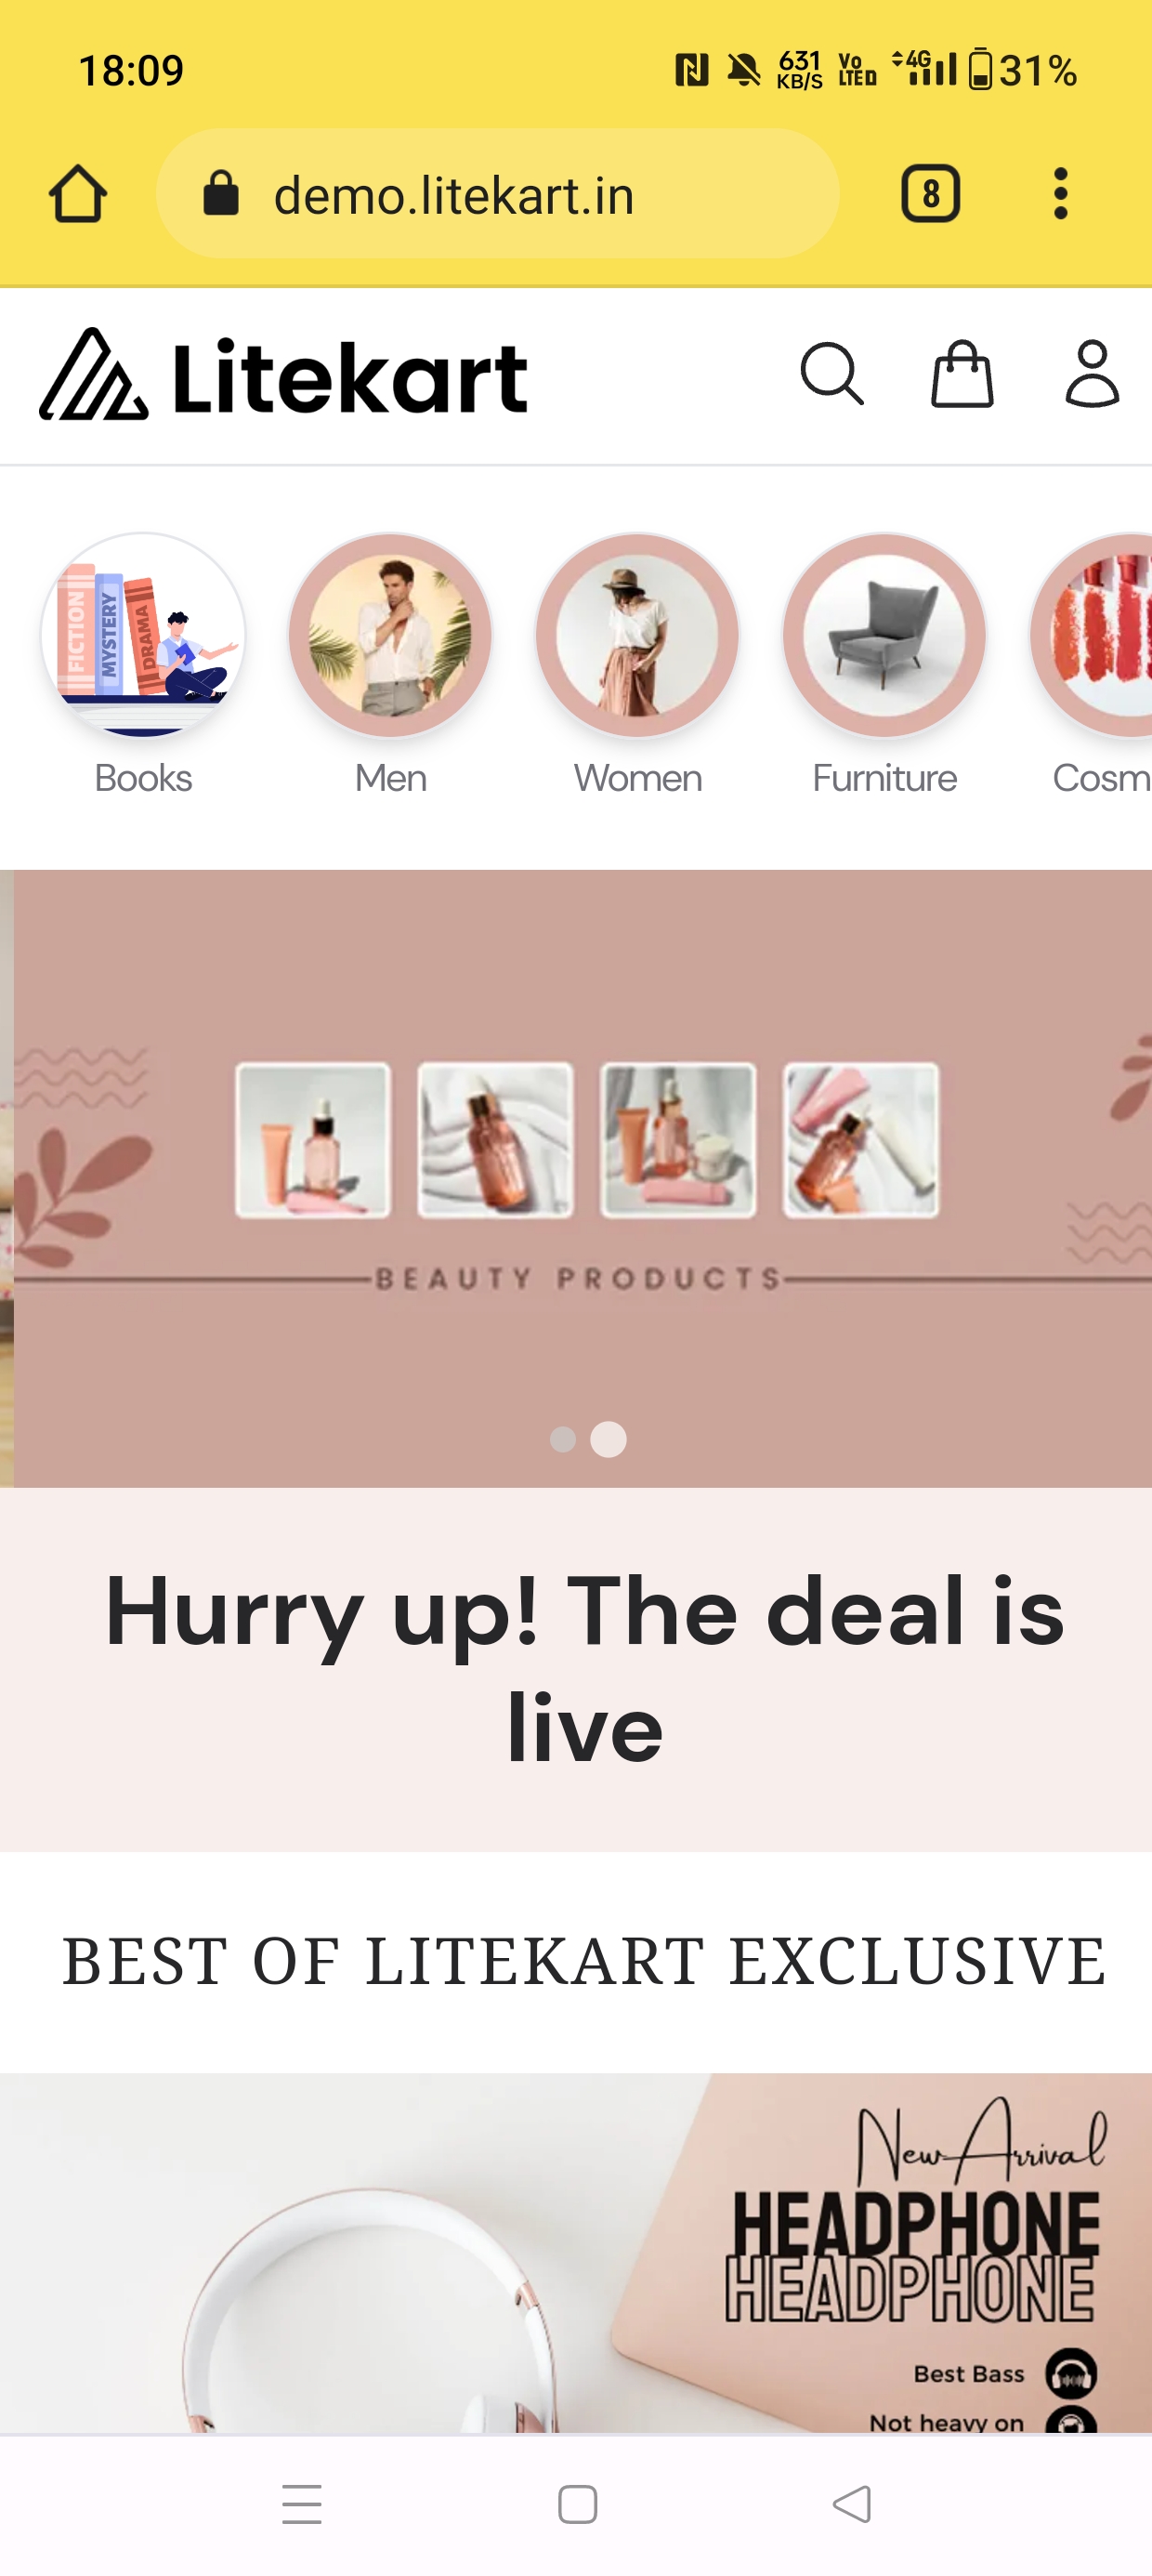 18:09
631
KB/S
Vo
LTE
4G
31%
demo.litekart.in
8
Litekart
FICTION
MYSTERY
DRAMA
Books
Men
Women
Furniture
Cosm
BEAUTY PRODUCTS
Hurry up! The deal is
live
BEST OF LITEKART EXCLUSIVE
New Arrival
HEADPHONE
HEADPHONE
Best Bass
Not heavy on